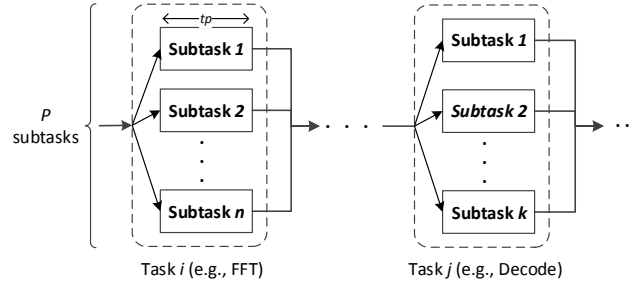 tp
Subtask 1
Subtask 2
Subtask n
P
subtasks
Task i (e.g., FFT)
Subtask 1
Subtask 2
Subtask k
Task j (e.g., Decode)